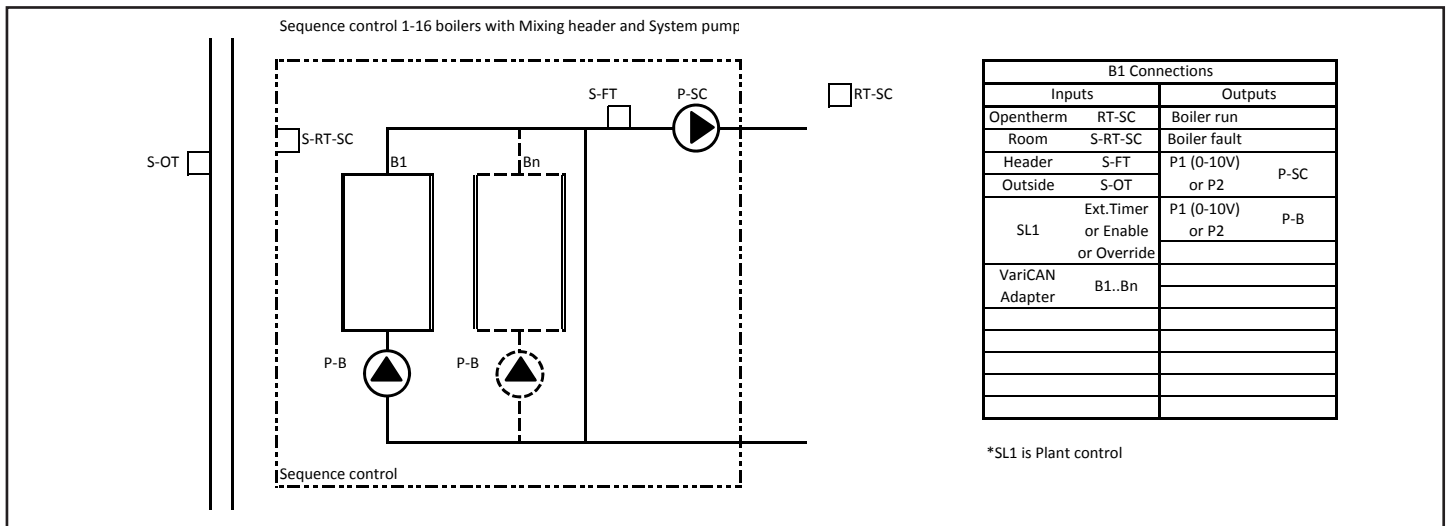 Sequence control 1-16 boilers with Mixing header and System pump
S-OT
S-RT-SC
S-FT
P-SC
RT-SC
B1
Bn
P-B
P-B
Sequence control
B1 Connections
Inputs Outputs
Opentherm RT-SC Boiler run
Room S-RT-SC Boiler fault
Header S-FT P1 (0-10V)
P-SC
Outside S-OT or P2
Ext.Timer P1 (0-10V)
SL1 or Enable or P2 P-B
or Override
VariCAN
Adapter B1..Bn
*SL1 is Plant control